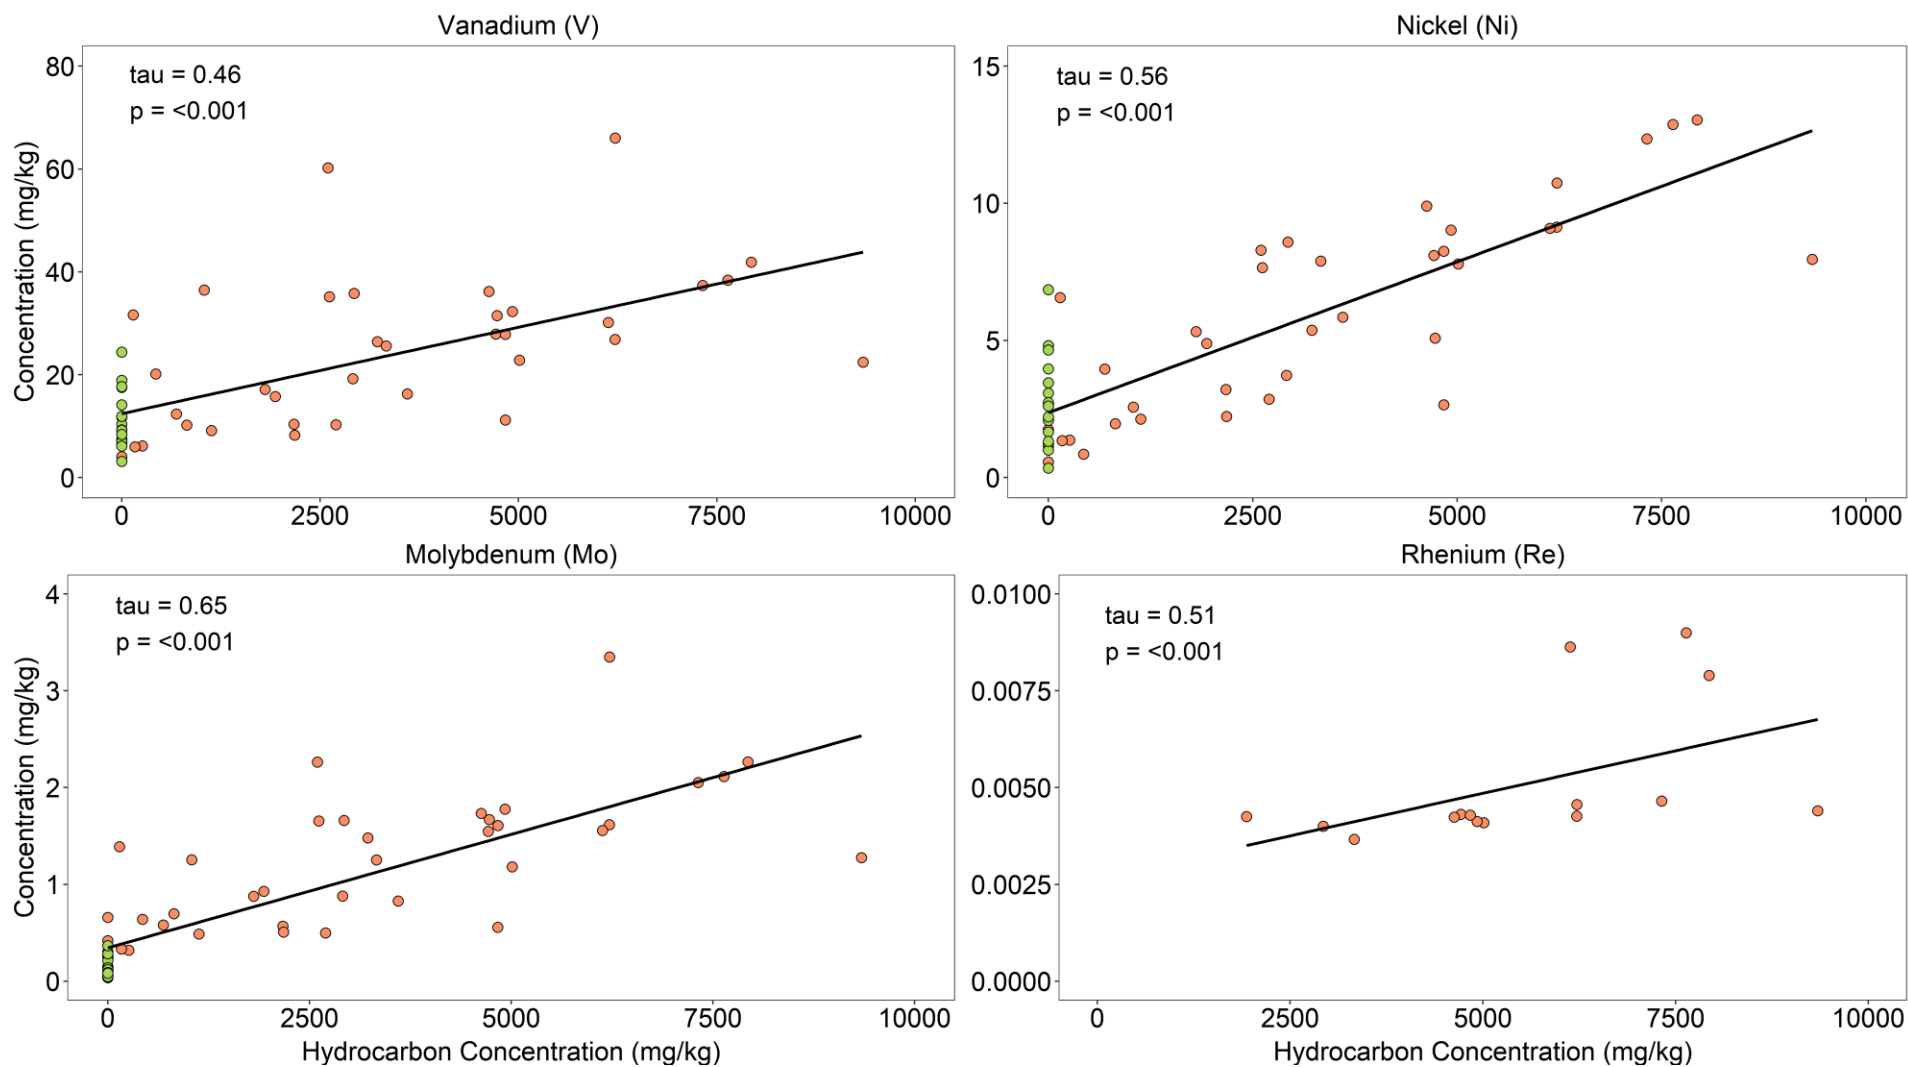 Vanadium (V)
tau = 0.46
p = <0.001
Concentration (mg/kg)
80
60
40
20
0
0 2500 5000 7500 10000
Nickel (Ni)
tau = 0.56
p = <0.001
15
10
5
0
0 2500 5000 7500 10000
Molybdenum (Mo)
tau = 0.65
p = <0.001
Concentration (mg/kg)
4
3
2
1
0
0 2500 5000 7500 10000
Hydrocarbon Concentration (mg/kg)
Rhenium (Re)
tau = 0.51
p = <0.001
0.0100
0.0075
0.0050
0.0025
0.0000
0 2500 5000 7500 10000
Hydrocarbon Concentration (mg/kg)